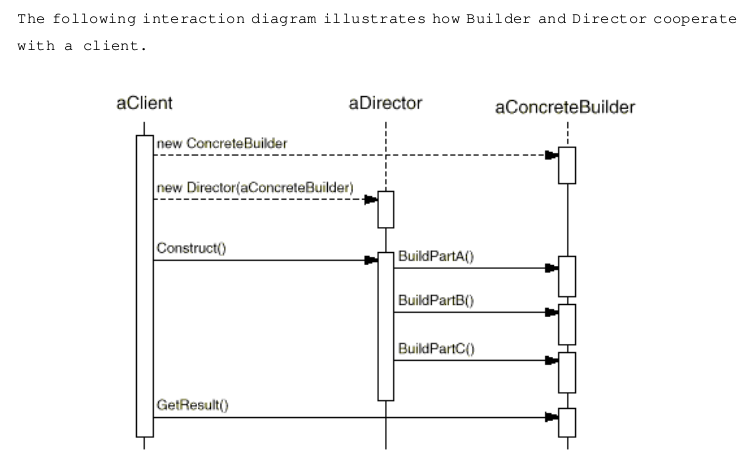 The following interaction diagram illustrates how Builder and Director cooperate
with a client.
aClient
aDirector
aConcreteBuilder
new ConcreteBuilder
new Director(aConcreteBuilder)
Construct()
BuildPartA()
BuildPartB()
BuildPartC()
GetResult()